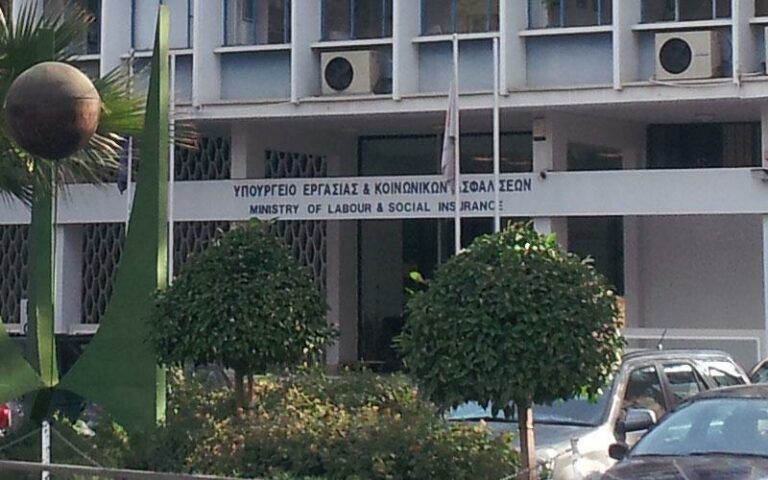 ΥΠΟΥΡΓΕΙΟ ΕΡΓΑΣΙΑΣ & ΚΟΙΝΩΝΙΚΩΝ ΑΣΦΑΛΙΣΕΩΝ
MINISTRY OF LABOUR & SOCIAL INSURANCE